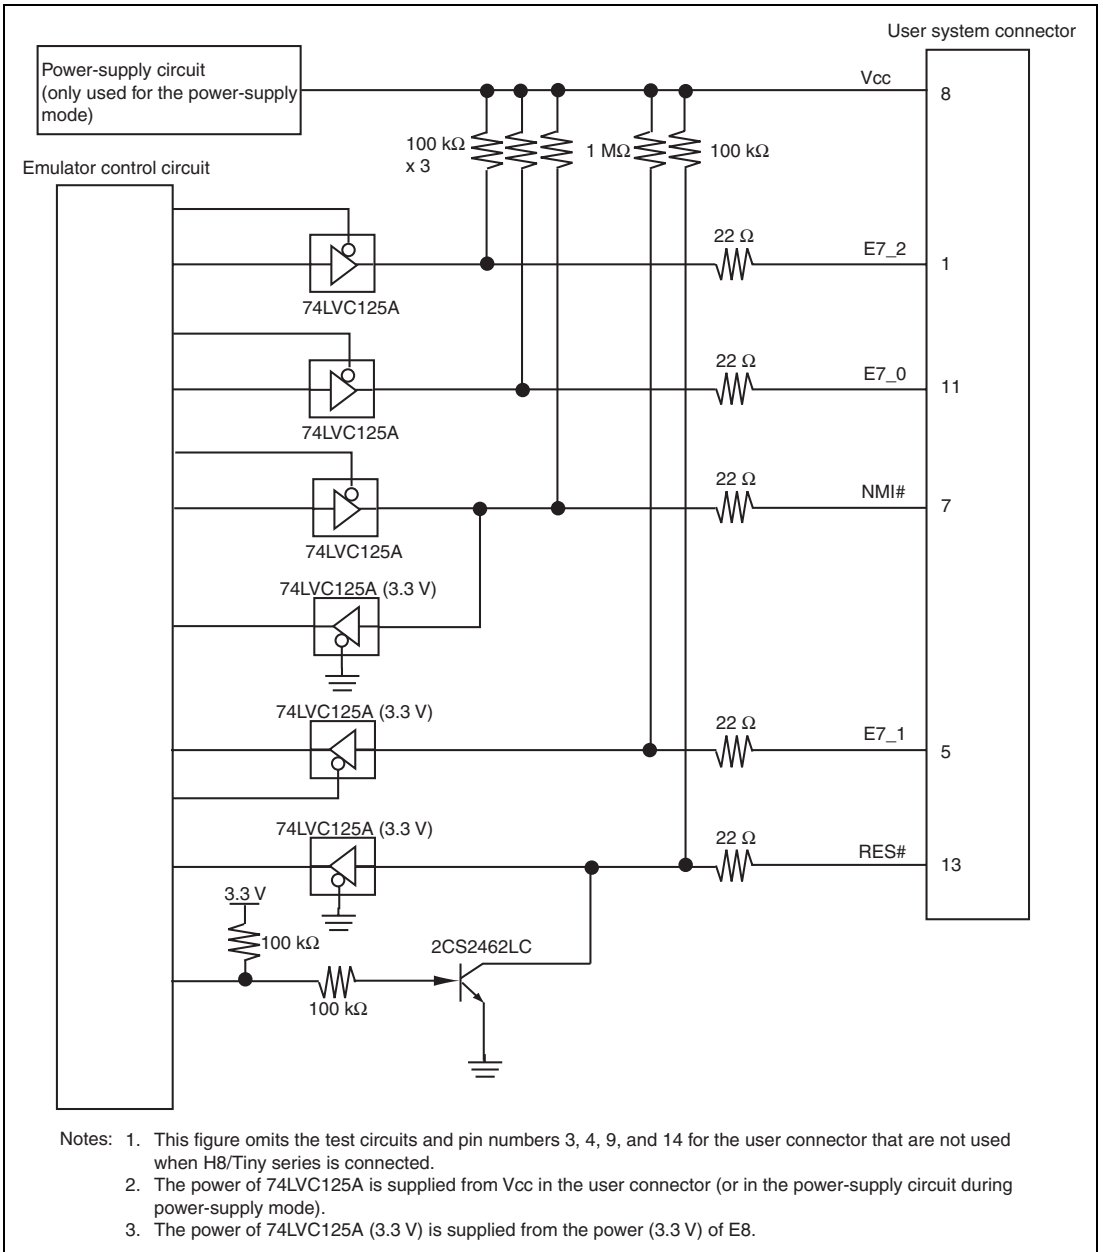 User system connector
Power-supply circuit
(only used for the power-supply
mode)
Vcc
8
100 kΩ
x 3
1 MΩ
100 kΩ
Emulator control circuit
22 Ω
E7_2
1
74LVC125A
22 Ω
E7_0
11
74LVC125A
22 Ω
NMI#
7
74LVC125A
74LVC125A (3.3 V)
74LVC125A (3.3 V)
22 Ω
E7_1
5
74LVC125A (3.3 V)
22 Ω
RES#
13
3.3 V
100 kΩ
2CS2462LC
100 kΩ
Notes: 1. This figure omits the test circuits and pin numbers 3, 4, 9, and 14 for the user connector that are not used
when H8/Tiny series is connected.
2. The power of 74LVC125A is supplied from Vcc in the user connector (or in the power-supply circuit during
power-supply mode).
3. The power of 74LVC125A (3.3 V) is supplied from the power (3.3 V) of E8.